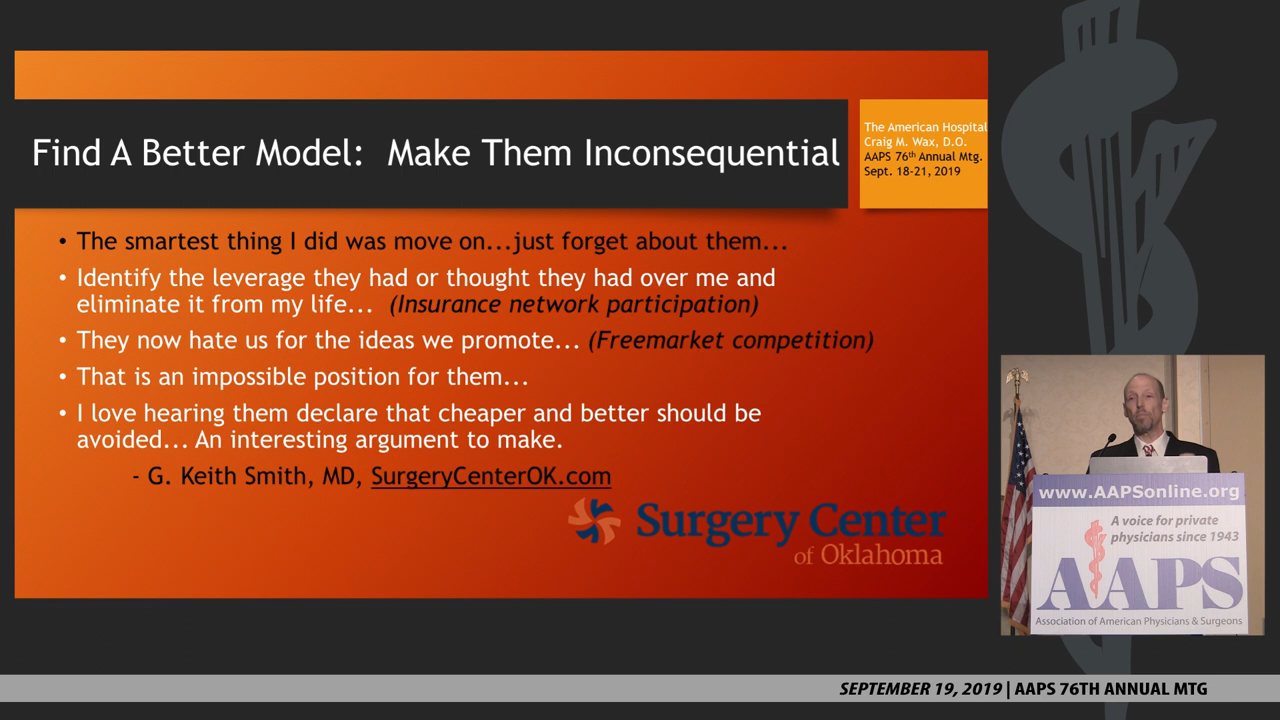 Find A Better Model: Make Them Inconsequential
The American Hospital
Craig M. Wax, D.O.
AAPS 76th Annual Mtg.
Sept. 18-21, 2019
• The smartest thing I did was move on...just forget about them...
• Identify the leverage they had or thought they had over me and
eliminate it from my life... (Insurance network participation)
• They now hate us for the ideas we promote... (Freemarket competition)
• That is an impossible position for them...
• I love hearing them declare that cheaper and better should be
avoided... An interesting argument to make.
- G. Keith Smith, MD, SurgeryCenterOK.com
Surgery Center
of Oklahoma
www.AAPSonline.org
A voice for private
physicians since 1943
AAPS
Association of American Physicians & Surgeons
SEPTEMBER 19, 2019 | AAPS 76TH ANNUAL MTG